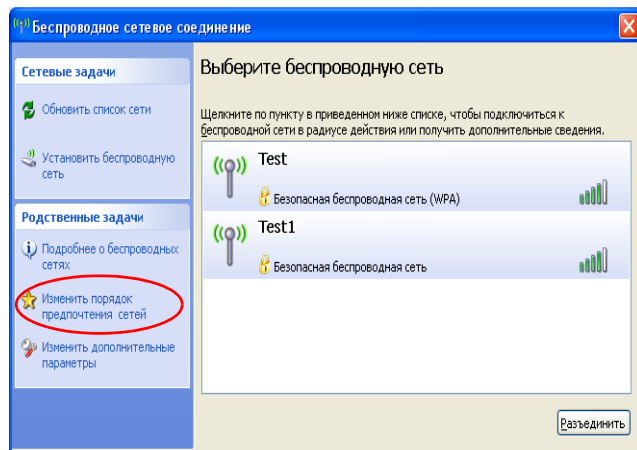 Беспроводное сетевое соединение
Сетевые задачи
Обновить список сети
Установить беспроводную
сеть
Родственные задачи
Подробнее о беспроводных
сетях
Изменить порядок
предпочтения сетей
Изменить дополнительные
параметры
Выберите беспроводную сеть
Щелкните по пункту в приведенном ниже списке, чтобы подключиться к
беспроводной сети в радиусе действия или получить дополнительные сведения.
Test
Безопасная беспроводная сеть (WPA)
Test1
Безопасная беспроводная сеть
Разъединить